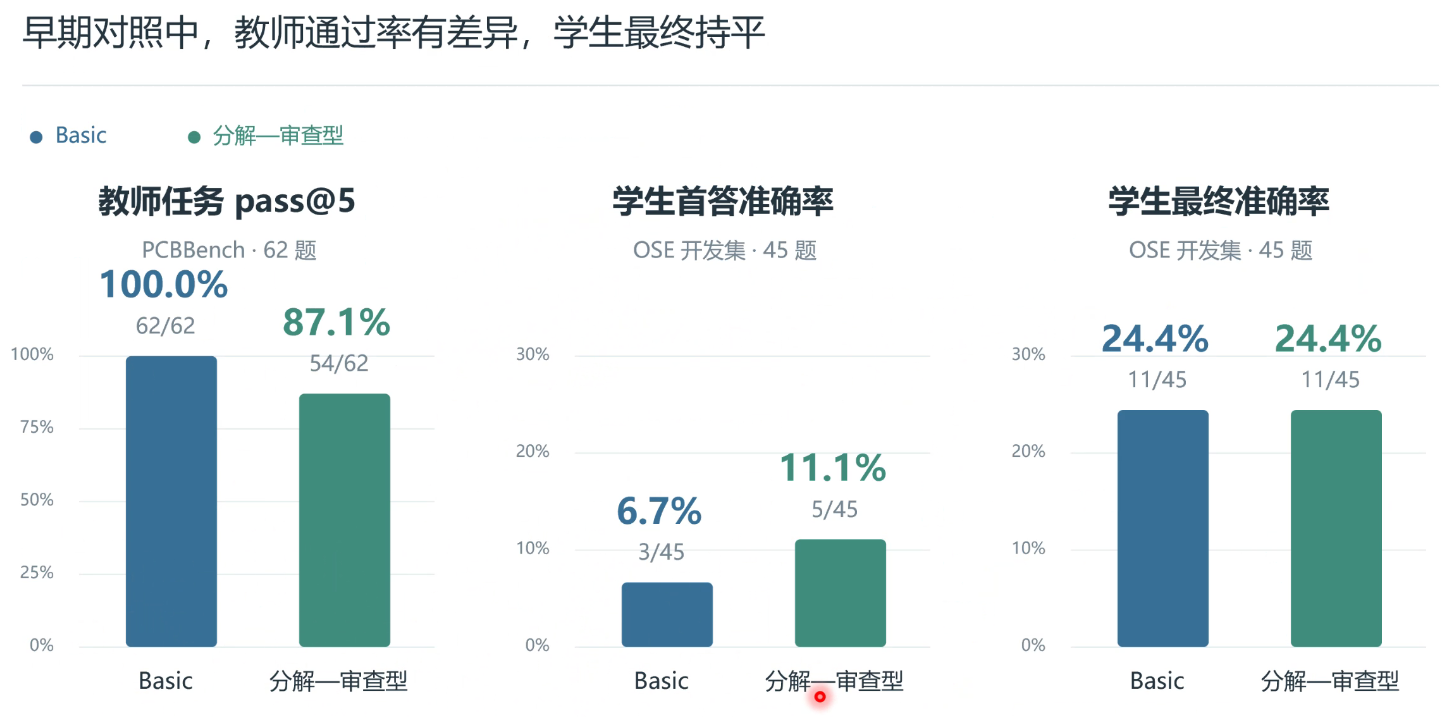 早期对照中，教师通过率有差异，学生最终持平
Basic
分解—审查型
教师任务 pass@5
PCBBench · 62 题
100.0%
62/62
87.1%
54/62
100%
75%
50%
25%
0%
Basic
分解—审查型
学生首答准确率
OSE 开发集 · 45 题
30%
20%
10%
0%
6.7%
3/45
11.1%
5/45
Basic
分解—审查型
学生最终准确率
OSE 开发集 · 45 题
30%
20%
10%
0%
24.4%
11/45
24.4%
11/45
Basic
分解—审查型